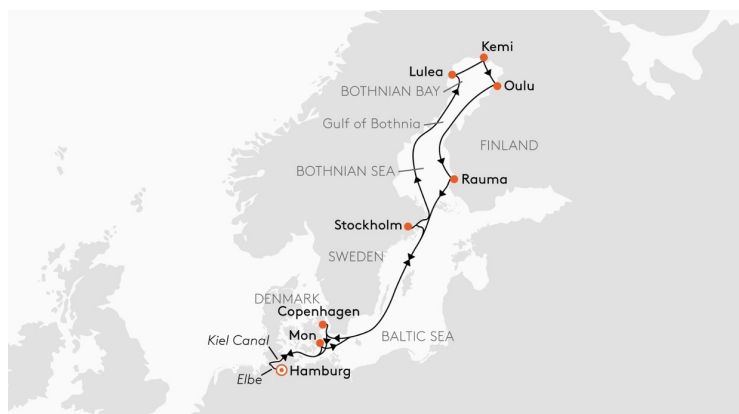 Kemi
Lulea
BOTHNIAN BAY
Oulu
Gulf of Bothnia
FINLAND
BOTHNIAN SEA
Rauma
Stockholm
SWEDEN
DENMARK
Copenhagen
Mon
BALTIC SEA
Kiel Canal
Hamburg
Elbe